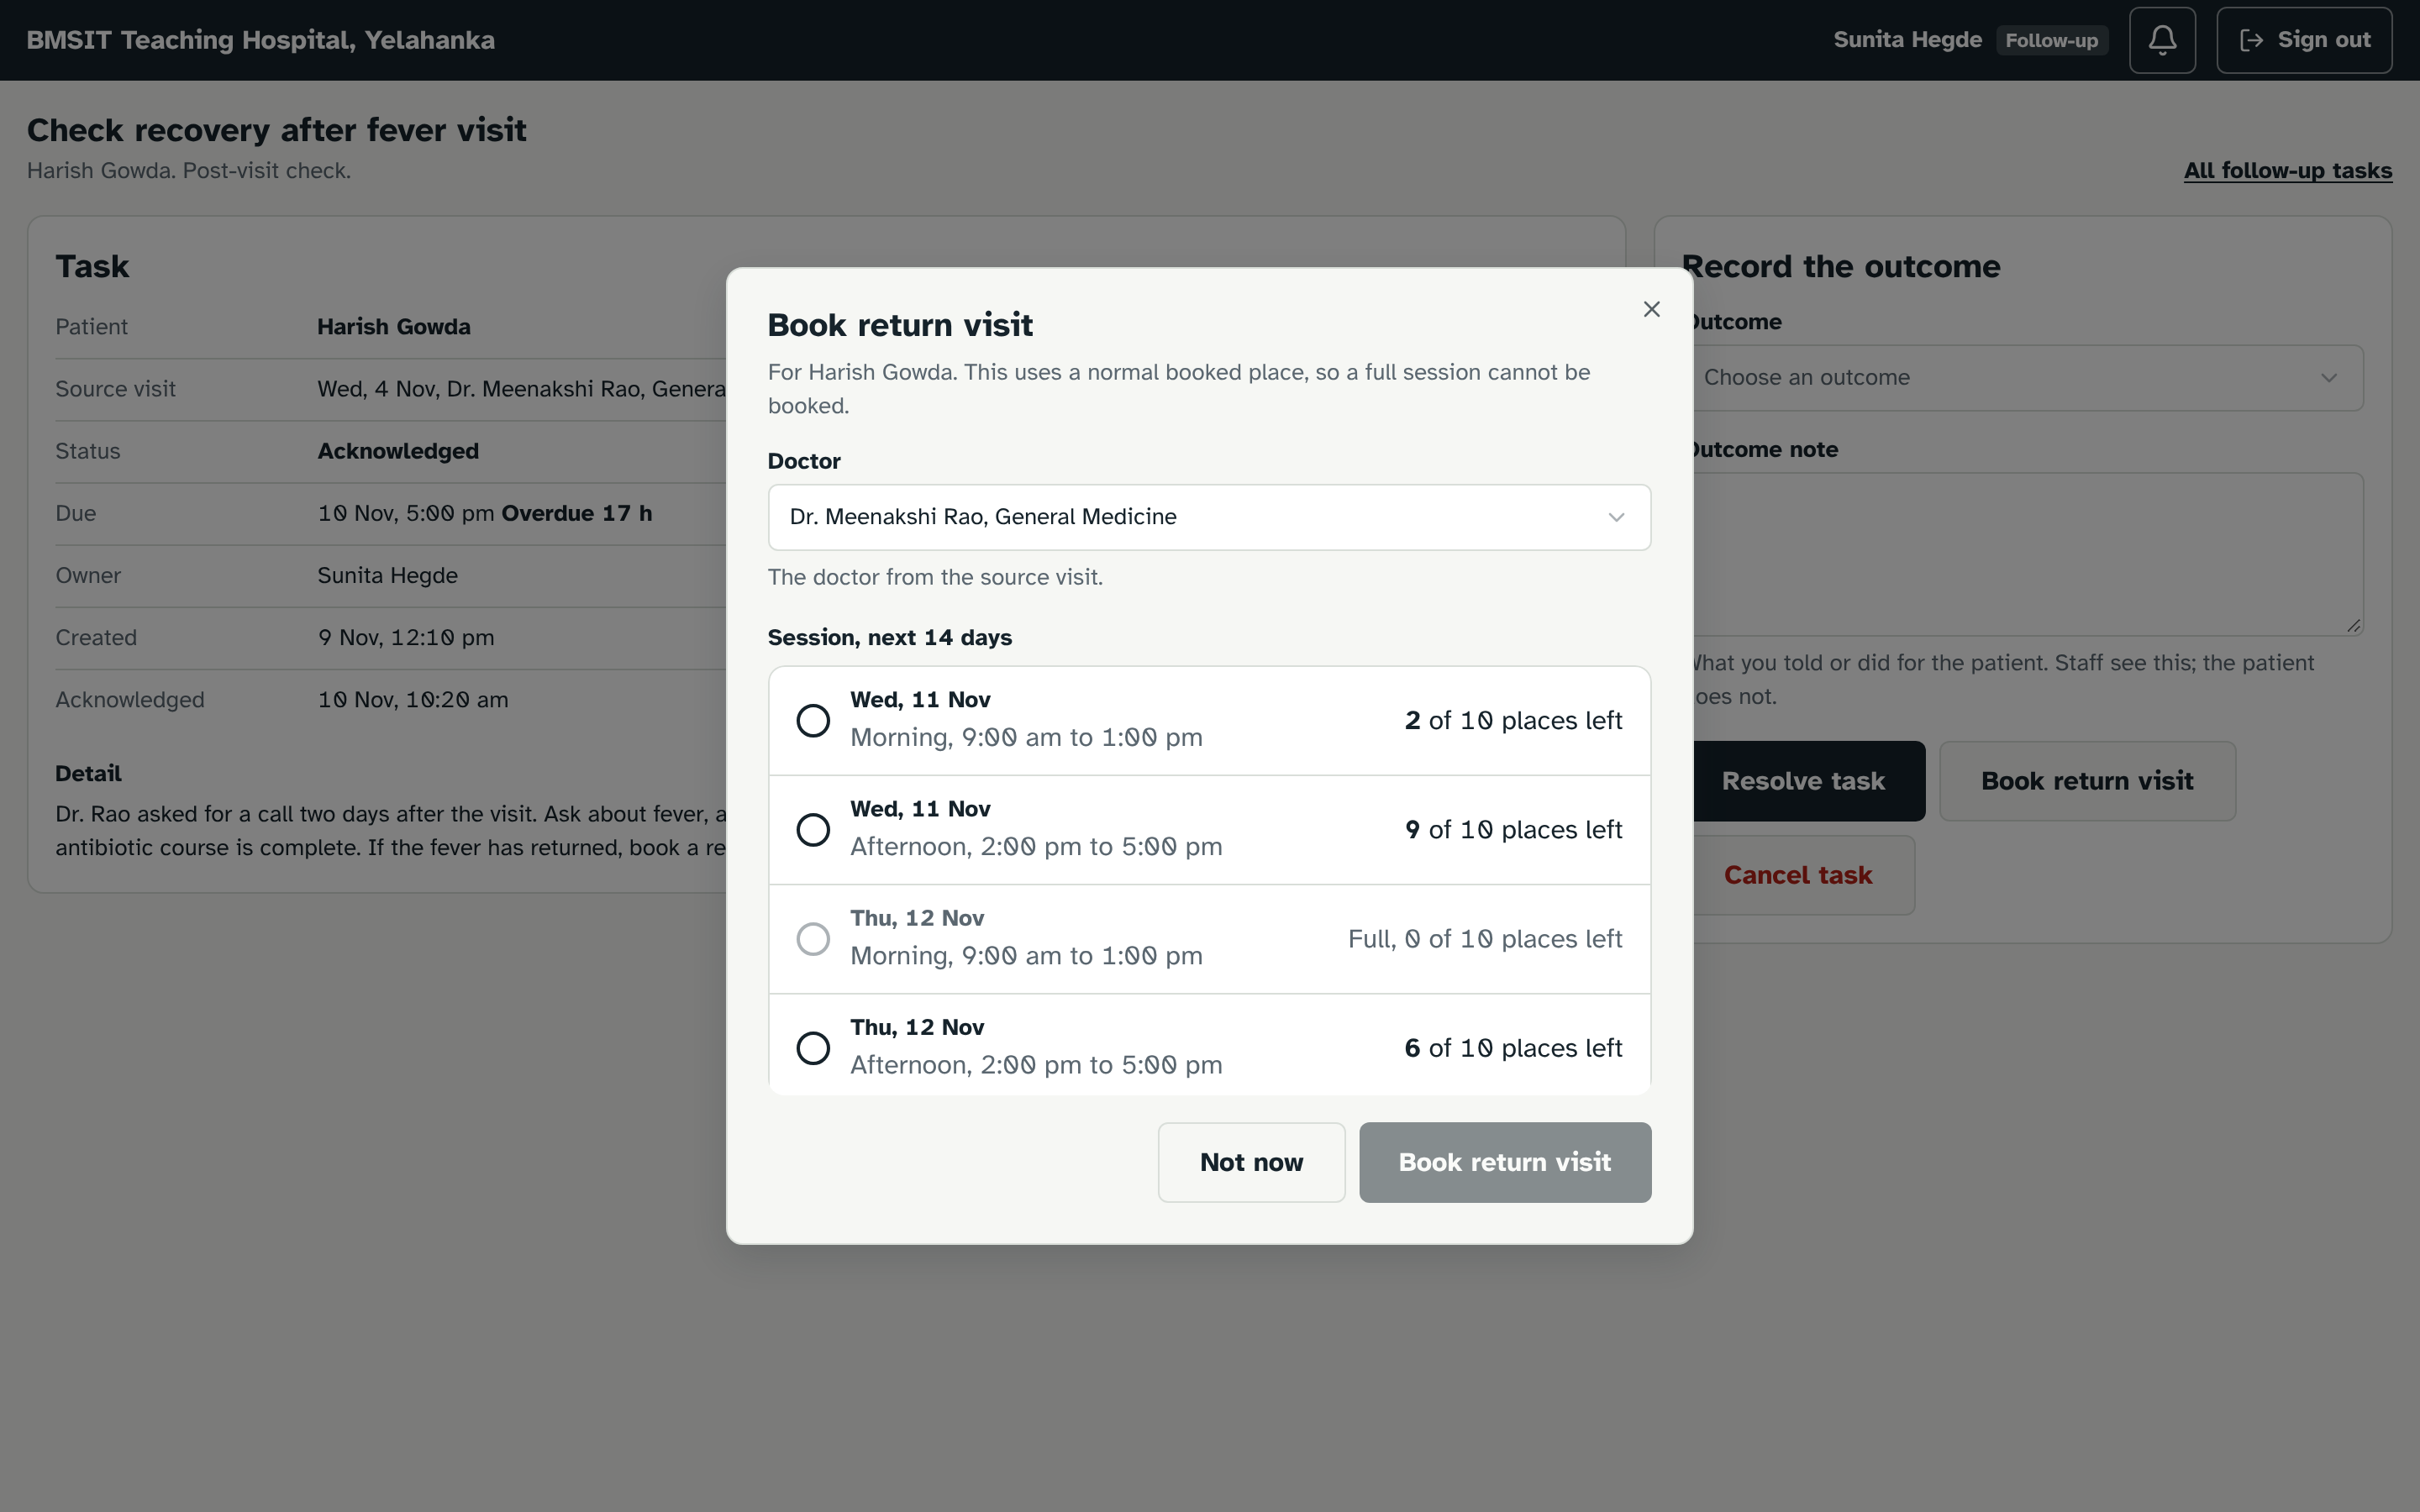 BMSIT Teaching Hospital, Yelahanka
Sunita Hegde
Follow-up
Sign out
Check recovery after fever visit
Harish Gowda. Post-visit check.
All follow-up tasks
Task
Patient
Harish Gowda
Source visit
Wed, 4 Nov, Dr. Meenakshi Rao,
Status
Acknowledged
Due
10 Nov, 5:00 pm Overdue 17 h
Owner
Sunita Hegde
Created
9 Nov, 12:10 pm
Acknowledged
10 Nov, 10:20 am
Detail
Dr. Rao asked for a call two days after the visit. Ask about fever,
antibiotic course is complete. If the fever has returned, book a
Book return visit
For Harish Gowda. This uses a normal booked place, so a full session cannot be
booked.
Doctor
Dr. Meenakshi Rao, General Medicine
The doctor from the source visit.
Session, next 14 days
Wed, 11 Nov
Morning, 9:00 am to 1:00 pm
2 of 10 places left
Wed, 11 Nov
Afternoon, 2:00 pm to 5:00 pm
9 of 10 places left
Thu, 12 Nov
Morning, 9:00 am to 1:00 pm
Full, 0 of 10 places left
Thu, 12 Nov
Afternoon, 2:00 pm to 5:00 pm
6 of 10 places left
Not now
Book return visit
Record the outcome
Outcome
Choose an outcome
Outcome note
What you told or did for the patient. Staff see this; the patient
does not.
Resolve task
Book return visit
Cancel task